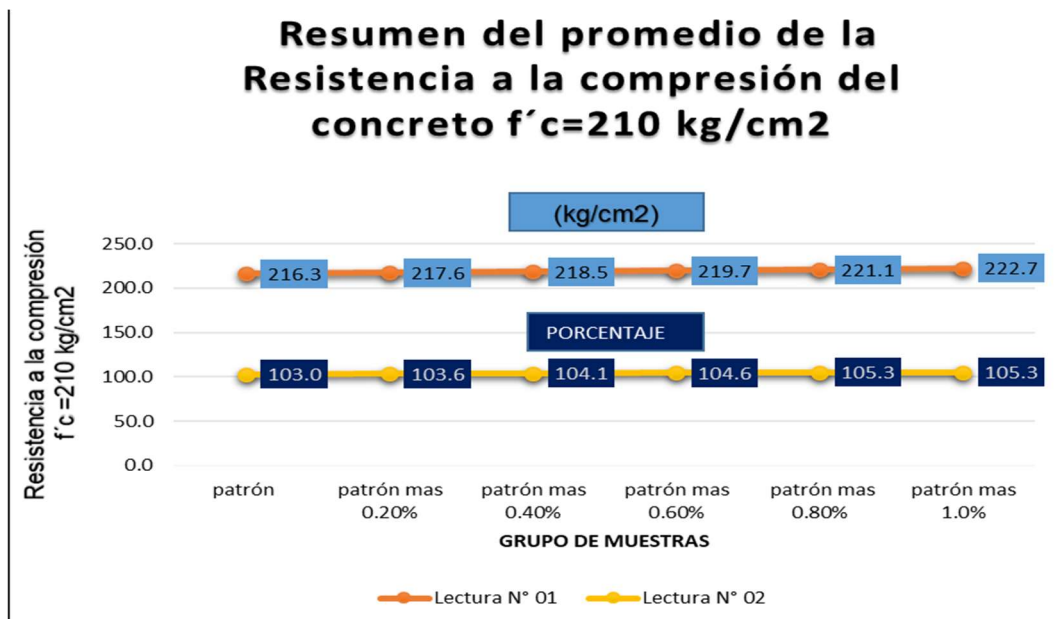 Resumen del promedio de la
Resistencia a la compresión del
concreto f´c=210 kg/cm2
(kg/cm2)
Resistencia a la compresión
f´c =210 kg/cm2
250.0
200.0
150.0
100.0
50.0
0.0
216.3 217.6 218.5 219.7 221.1 222.7
PORCENTAJE
103.0 103.6 104.1 104.6 105.3 105.3
patrón
patrón mas
0.20%
patrón mas
0.40%
patrón mas
0.60%
patrón mas
0.80%
patrón mas
1.0%
GRUPO DE MUESTRAS
Lectura N° 01 Lectura N° 02